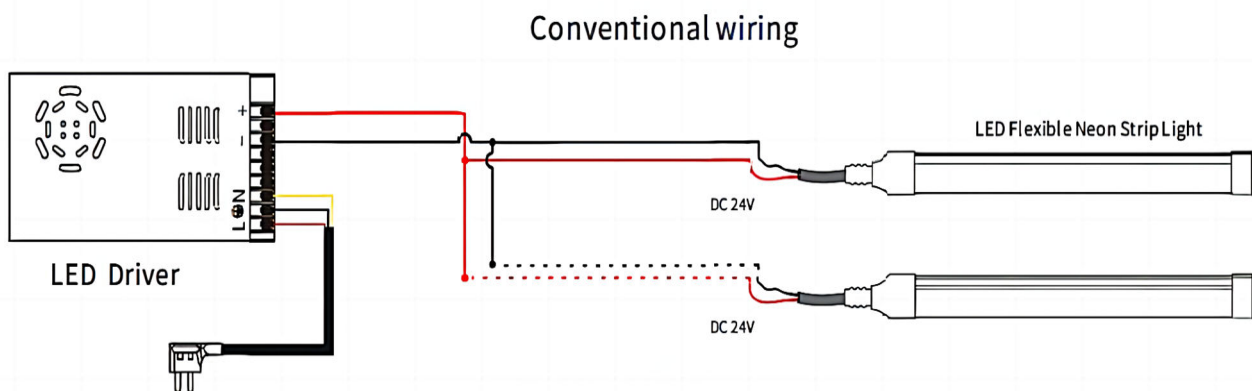 Conventional wiring
+
-
N
L
LED Driver
LED Flexible Neon Strip Light
DC 24V
DC 24V